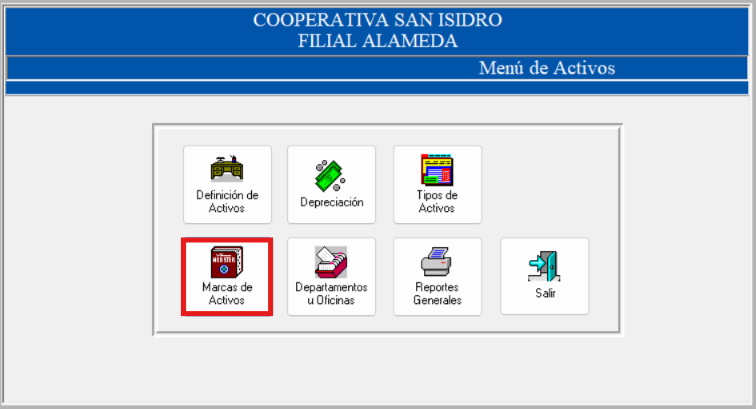 COOPERATIVA SAN ISIDRO
FILIAL ALAMEDA
Menú de Activos
Definición de
Activos
Depreciación
Tipos de
Activos
WEBSTER
Marcas de
Activos
Departamentos
u Oficinas
Reportes
Generales
Salir